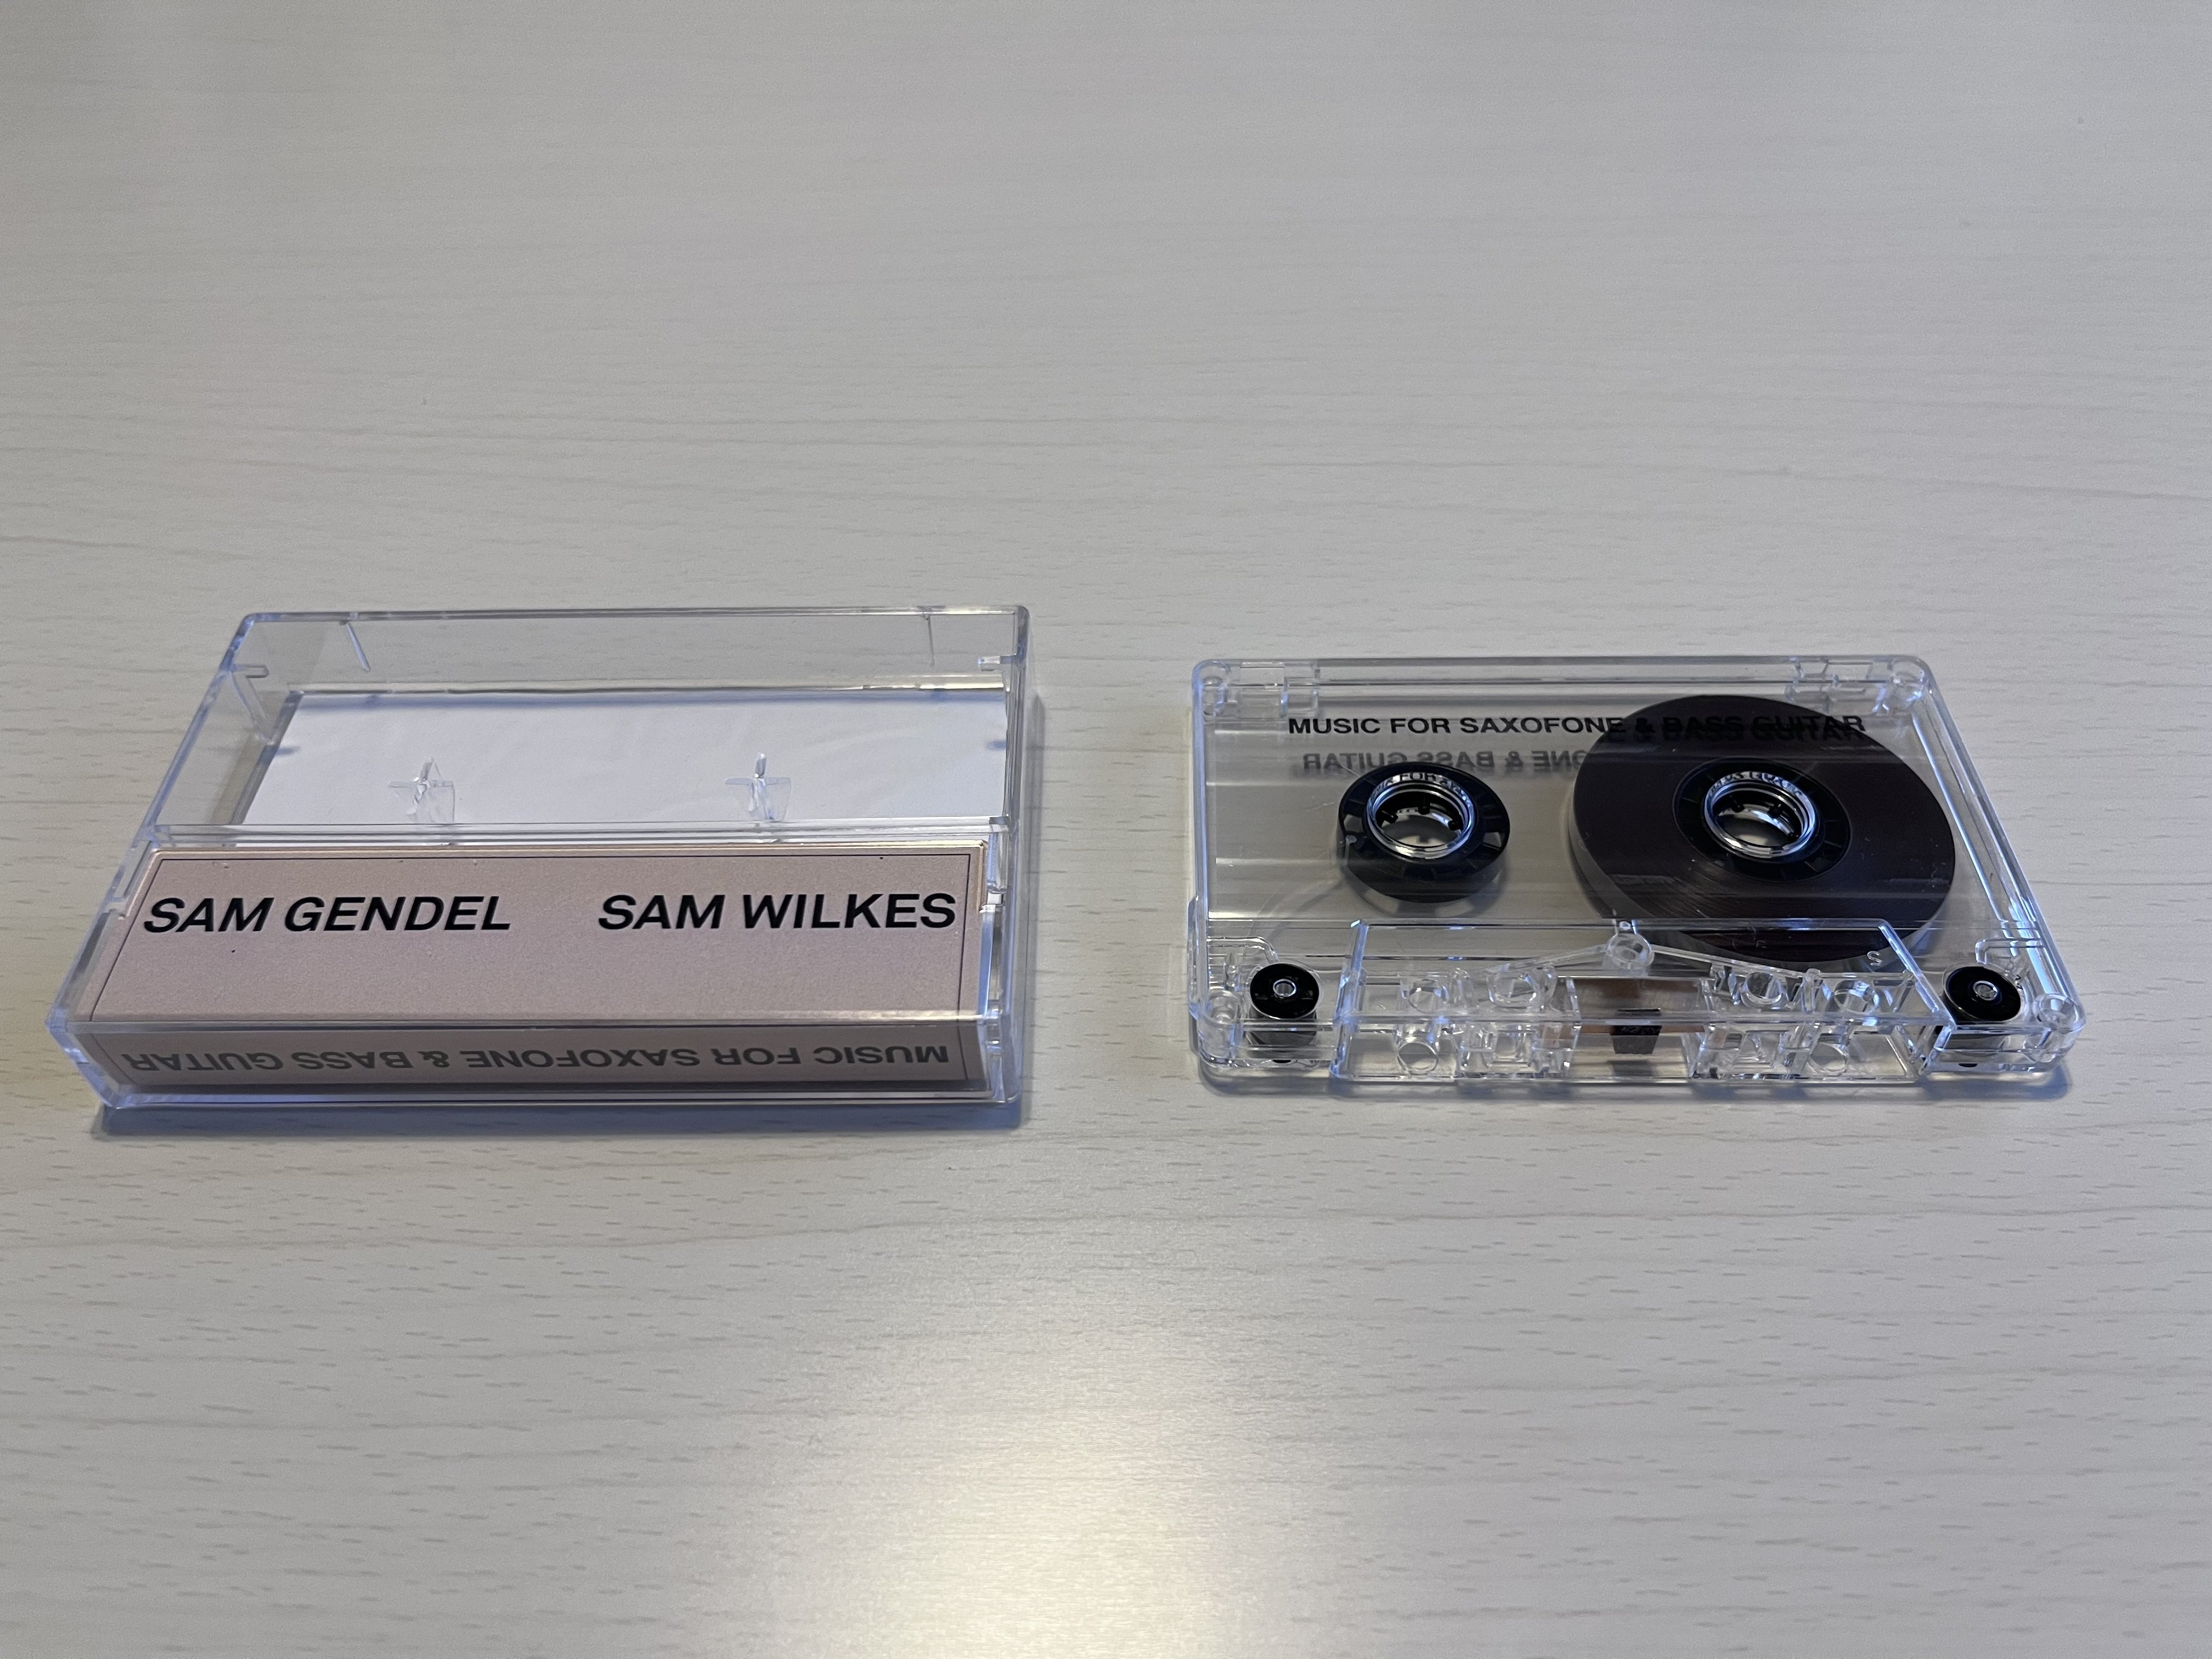 SAM GENDEL SAM WILKES
MUSIC FOR SAXOFONE & BASS GUITAR
MUSIC FOR SAXOFONE & BASS GUITAR
S